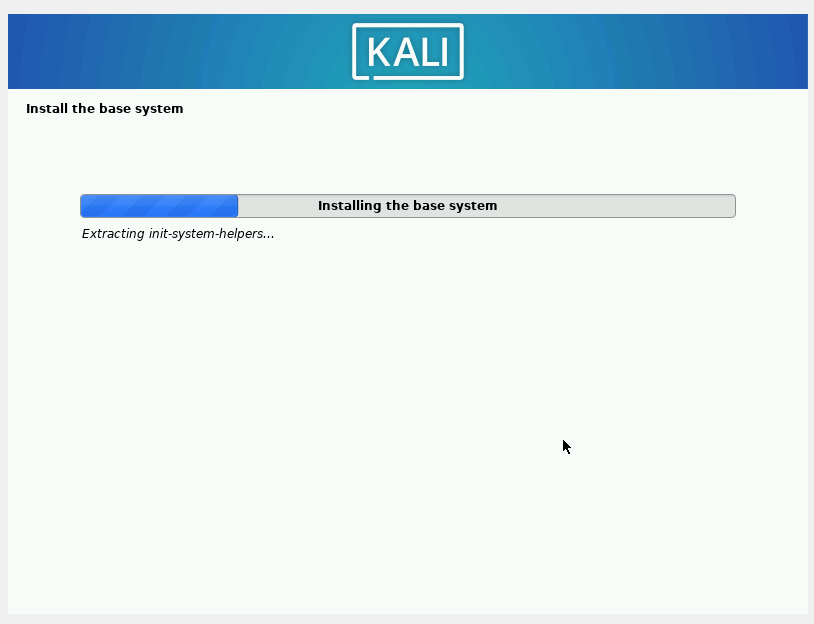 KALI
Install the base system
Installing the base system
Extracting init-system-helpers...